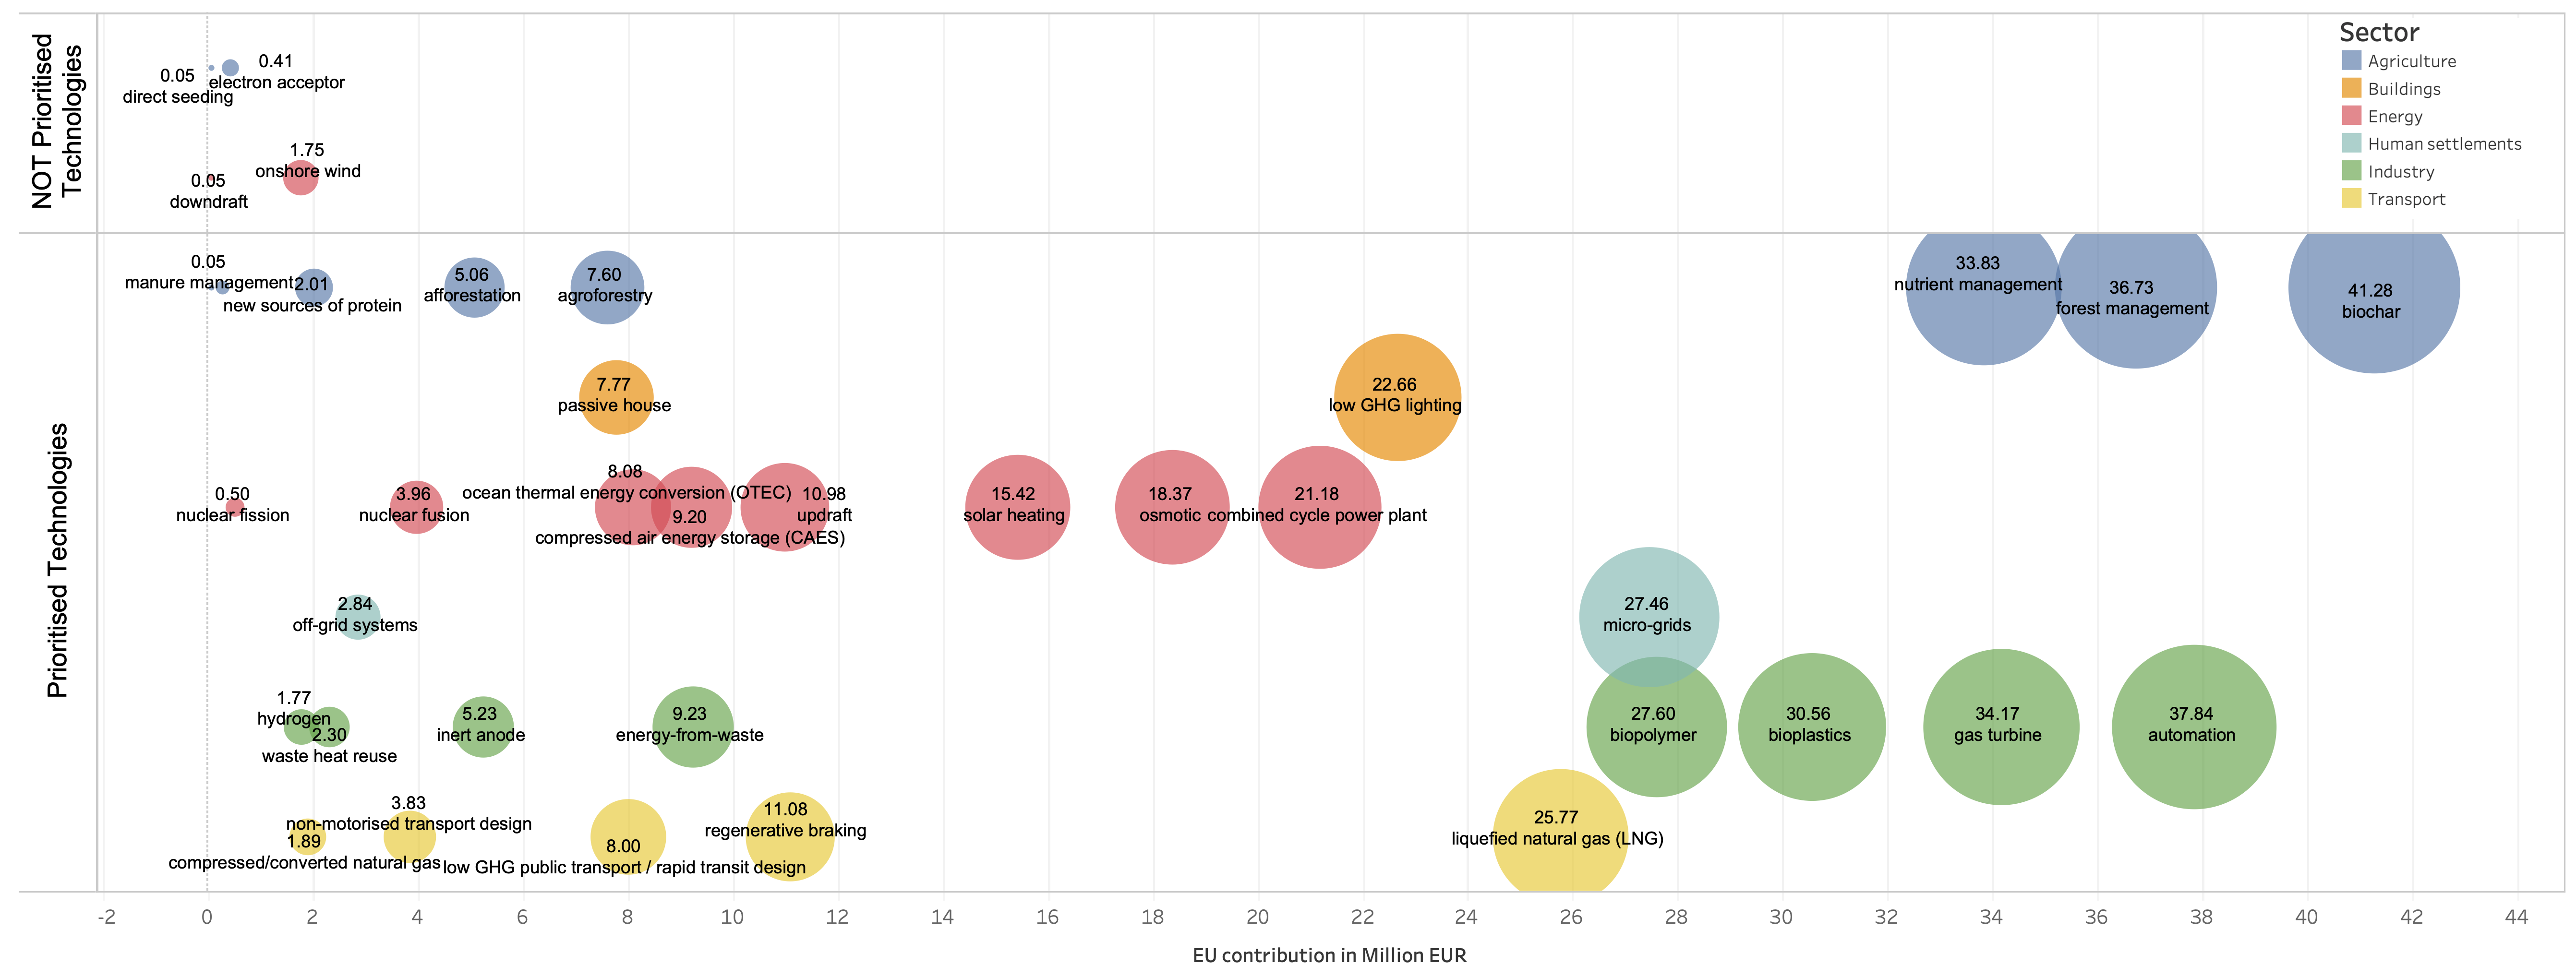 NOT Prioritised
Technologies
0.05
direct seeding
0.41
electron acceptor
1.75
onshore wind
0.05
downdraft
Sector
Agriculture
Buildings
Energy
Human settlements
Industry
Transport
Prioritised Technologies
0.05
manure management
2.01
new sources of protein
5.06
afforestation
7.60
agroforestry
33.83
nutrient management
36.73
forest management
41.28
biochar
7.77
passive house
22.66
low GHG lighting
0.50
nuclear fission
3.96
nuclear fusion
8.08
ocean thermal energy conversion (OTEC)
9.20
compressed air energy storage (CAES)
10.98
updraft
15.42
solar heating
18.37
osmotic
21.18
combined cycle power plant
2.84
off-grid systems
27.46
micro-grids
1.77
hydrogen
2.30
waste heat reuse
5.23
inert anode
9.23
energy-from-waste
27.60
biopolymer
30.56
bioplastics
34.17
gas turbine
37.84
automation
3.83
non-motorised transport design
1.89
compressed/converted natural gas
8.00
low GHG public transport / rapid transit design
11.08
regenerative braking
25.77
liquefied natural gas (LNG)
-2 0 2 4 6 8 10 12 14 16 18 20 22 24 26 28 30 32 34 36 38 40 42 44
EU contribution in Million EUR